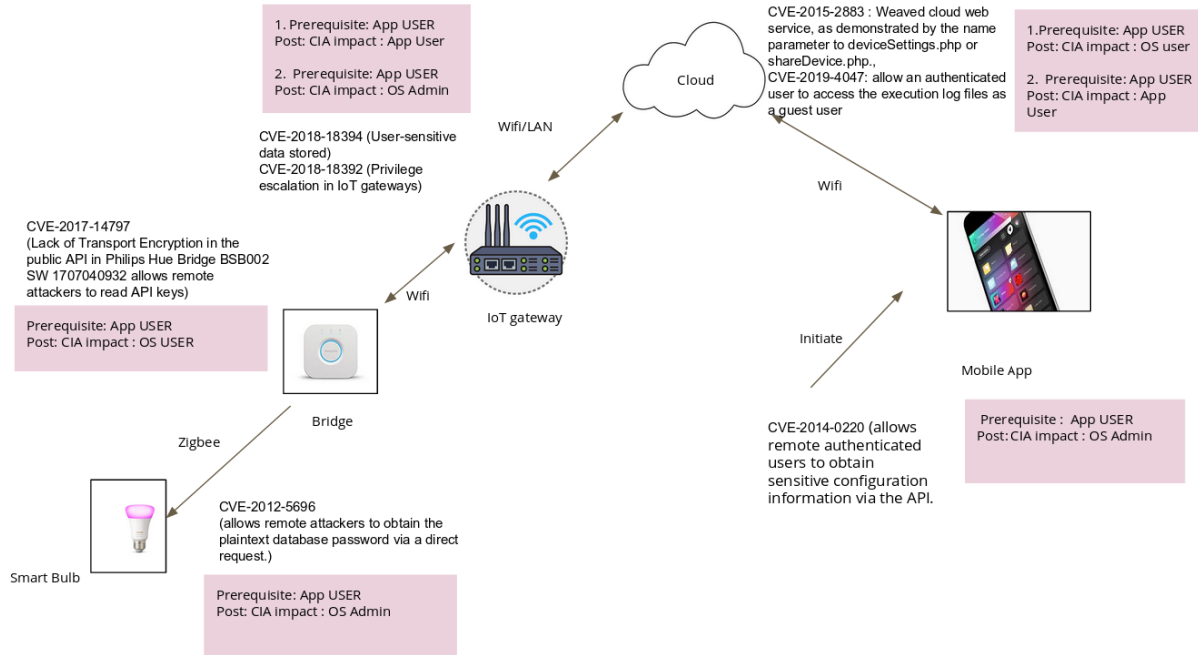 1. Prerequisite: App USER
Post: CIA impact : App User
2. Prerequisite: App USER
Post: CIA impact : OS Admin
CVE-2018-18394 (User-sensitive
data stored)
CVE-2018-18392 (Privilege
escalation in IoT gateways)
Wifi/LAN
Cloud
CVE-2015-2883 : Weaved cloud web
service, as demonstrated by the name
parameter to deviceSettings.php or
shareDevice.php.,
CVE-2019-4047: allow an authenticated
user to access the execution log files as
a guest user
1.Prerequisite: App USER
Post: CIA impact : OS user
2. Prerequisite: App USER
Post: CIA impact : App
User
Wifi
CVE-2017-14797
(Lack of Transport Encryption in the
public API in Philips Hue Bridge BSB002
SW 1707040932 allows remote
attackers to read API keys)
Prerequisite: App USER
Post: CIA impact : OS USER
Wifi
IoT gateway
Initiate
Mobile App
Bridge
Zigbee
CVE-2014-0220 (allows
remote authenticated
users to obtain
sensitive configuration
information via the API.
Prerequisite : App USER
Post: CIA impact : OS Admin
Smart Bulb
CVE-2012-5696
(allows remote attackers to obtain the
plaintext database password via a direct
request.)
Prerequisite: App USER
Post: CIA impact : OS Admin